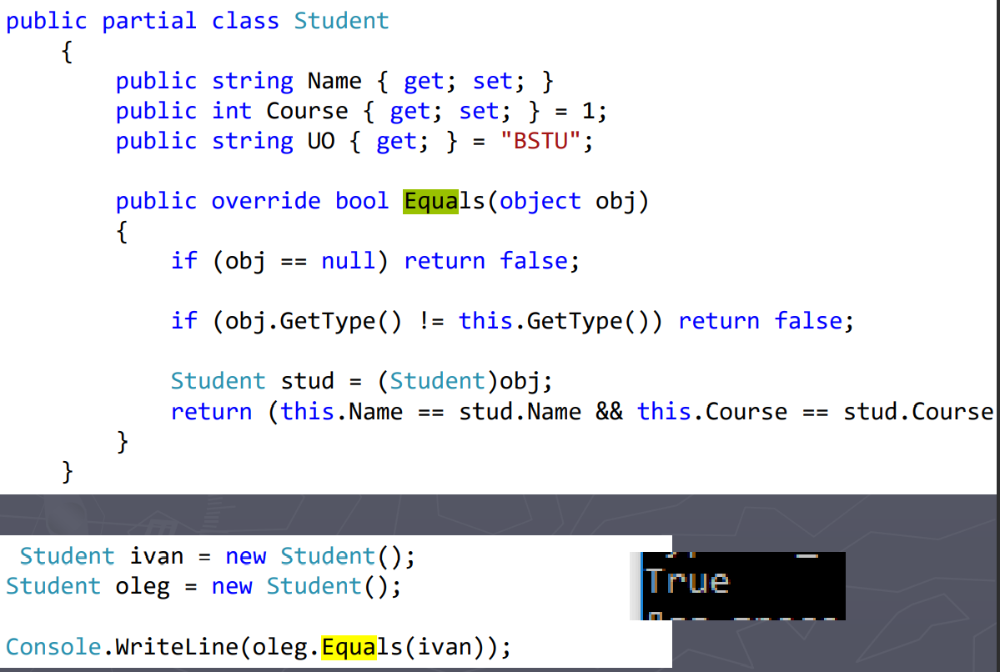 public partial class Student
{
public string Name { get; set; }
public int Course { get; set; } = 1;
public string UO { get; } = "BSTU";
public override bool Equals(object obj)
{
if (obj == null) return false;
if (obj.GetType() != this.GetType()) return false;
Student stud = (Student)obj;
return (this.Name == stud.Name && this.Course == stud.Course
}
}
Student ivan = new Student();
Student oleg = new Student();
Console.WriteLine(oleg.Equals(ivan));
True